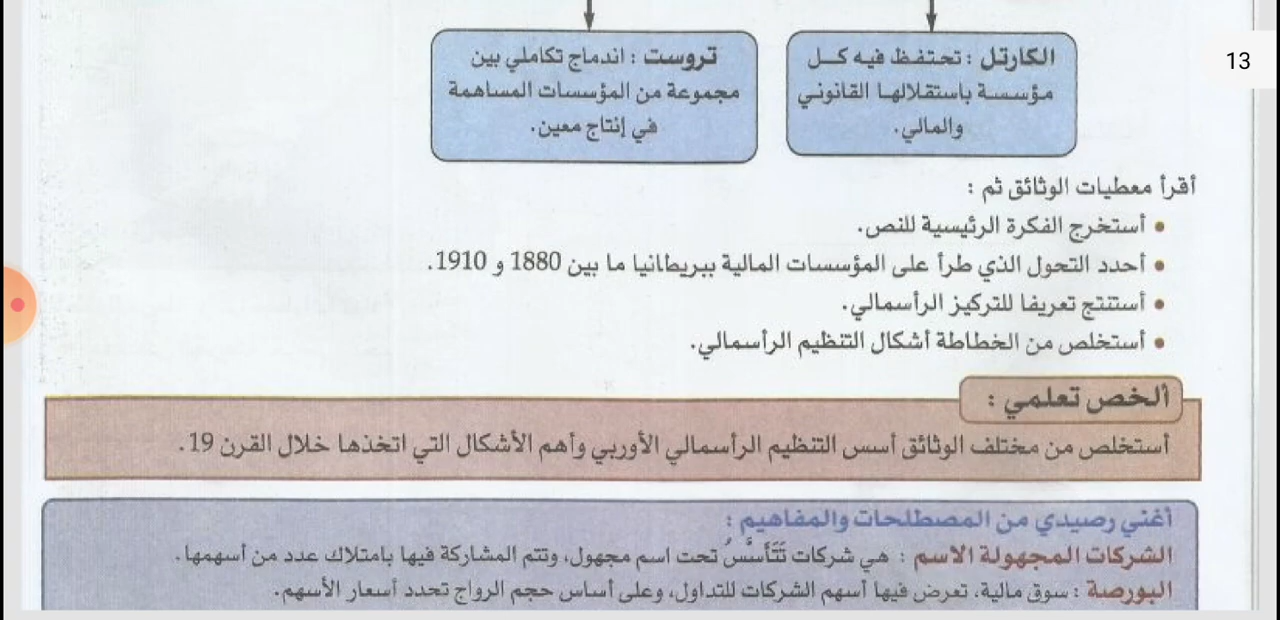 الكارتل : تحتفظ فيه كل
مؤسسة باستقلالها القانوني
والمالي.
تروست : اندماج تكاملي بين
مجموعة من المؤسسات المساهمة
في إنتاج معين.
13
أقرأ معطيات الوثائق ثم :
• أستخرج الفكرة الرئيسية للنص.
• أحدد التحول الذي طرأ على المؤسسات المالية ببريطانيا ما بين 1880 و 1910.
• أستنتج تعريفا للتركيز الرأسمالي.
• أستخلص من الخطاطة أشكال التنظيم الرأسمالي.
ألخص تعلمي :
أستخلص من مختلف الوثائق أسس التنظيم الرأسمالي الأوربي وأهم الأشكال التي اتخذها خلال القرن 19.
أغني رصيدي من المصطلحات والمفاهيم :
الشركات المجهولة الاسم : هي شركات تَتَأَسَّسُ تحت اسم مجهول، وتتم المشاركة فيها بامتلاك عدد من أسهمها.
البورصة : سوق مالية، تعرض فيها أسهم الشركات للتداول، وعلى أساس حجم الرواج تحدد أسعار الأسهم.